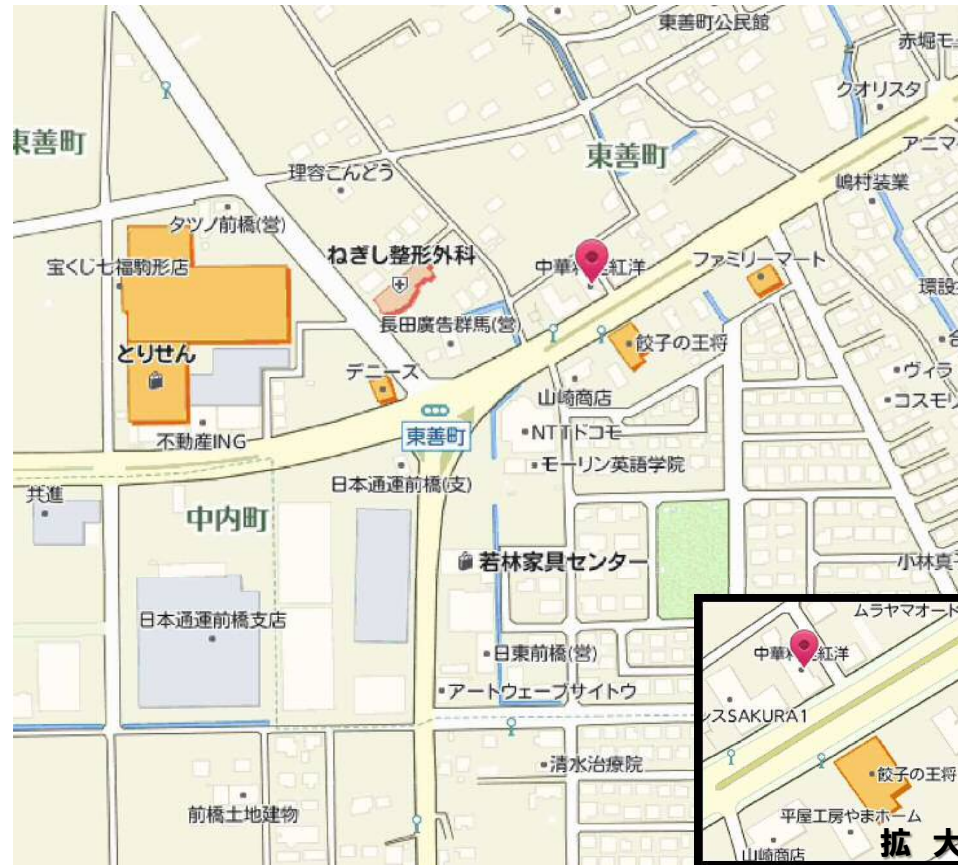 東善町公民館
赤堀モ
クオリスタ
アニマ
東善町
東善町
理容こんどう
嶋村装業
タツノ前橋(営)
ねぎし整形外科
宝くじ七福駒形店
ファミリーマート
環設
長田廣告群馬(営)
餃子の王将
とりせん
デニーズ
ヴィラ
山崎商店
コスモリ
東善町
NTTドコモ
不動産ING
モーリン英語学院
日本通運前橋(支)
共進
中内町
若林家具センター
小林真
日本通運前橋支店
日東前橋(営)
アートウェーブサイトウ
清水治療院
前橋土地建物
ムラヤマオート
ンスSAKURA1
餃子の王将
平屋工房やまホーム
山崎商店
拡 大